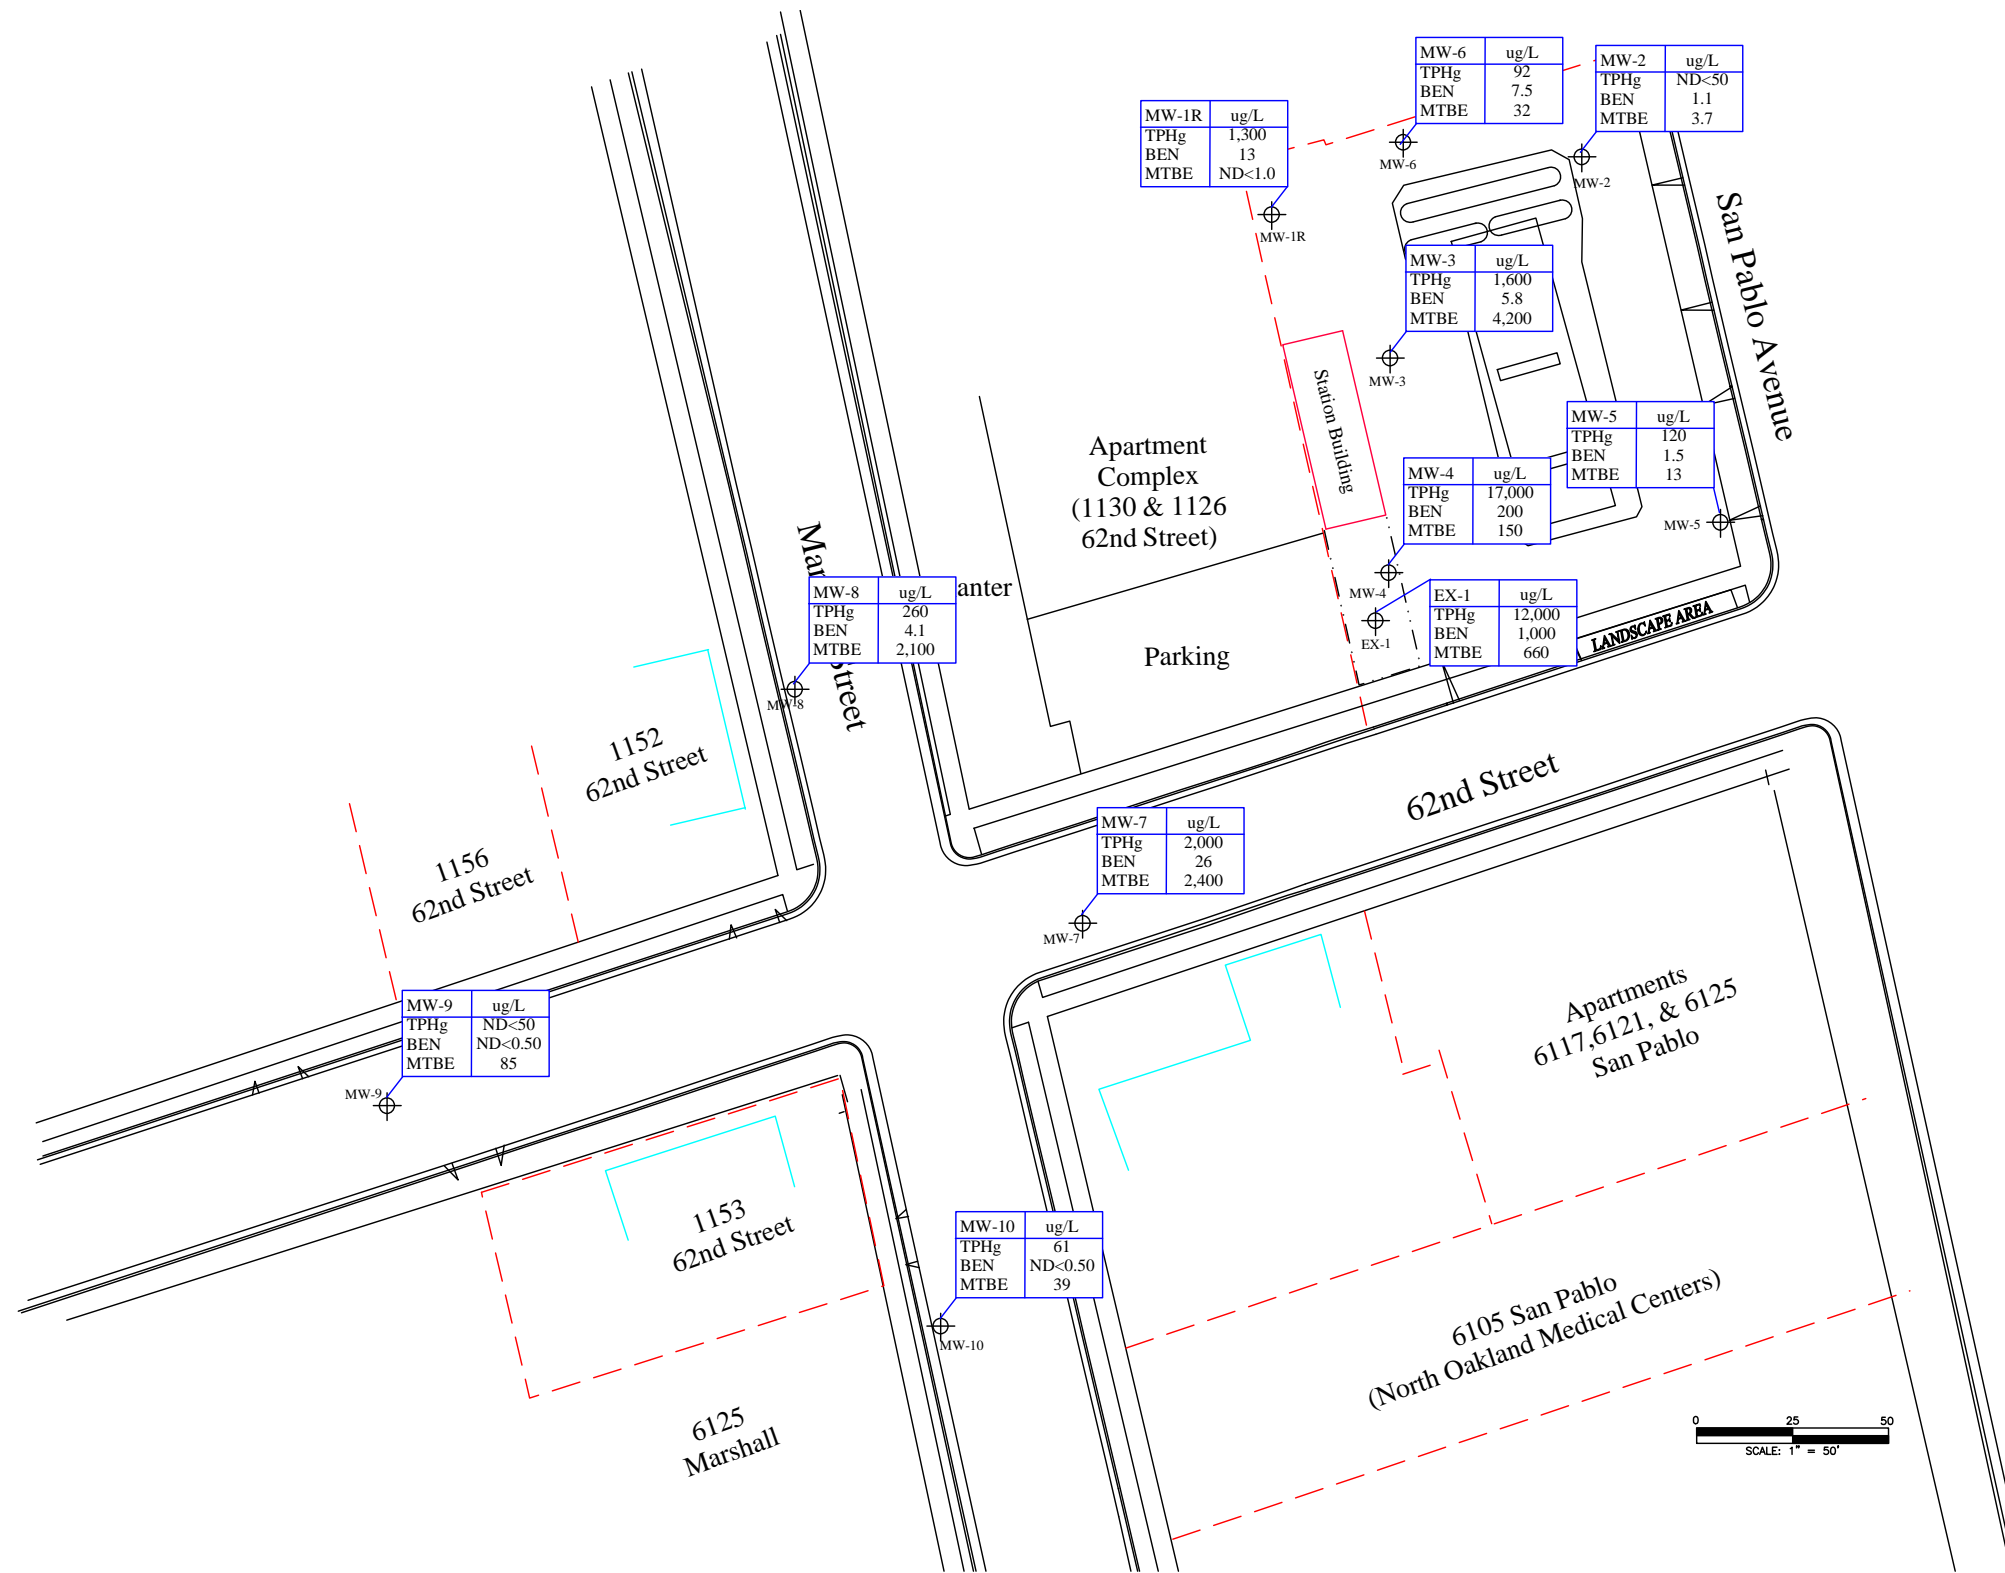 MW-6 ug/L
TPHg 92
BEN 7.5
MTBE 32
MW-6
MW-2 ug/L
TPHg ND<50
BEN 1.1
MTBE 3.7
MW-2
MW-1R ug/L
TPHg 1,300
BEN 13
MTBE ND<1.0
MW-1R
San Pablo Avenue
MW-3 ug/L
TPHg 1,600
BEN 5.8
MTBE 4,200
MW-3
Station Building
MW-5 ug/L
TPHg 120
BEN 1.5
MTBE 13
MW-5
Apartment
Complex
(1130 & 1126
62nd Street)
MW-4 ug/L
TPHg 17,000
BEN 200
MTBE 150
MW-4
EX-1 ug/L
TPHg 12,000
BEN 1,000
MTBE 660
EX-1
LANDSCAPE AREA
Parking
anter
Mar Street
MW-8 ug/L
TPHg 260
BEN 4.1
MTBE 2,100
MW-8
1152
62nd Street
1156
62nd Street
62nd Street
MW-7 ug/L
TPHg 2,000
BEN 26
MTBE 2,400
MW-7
MW-9 ug/L
TPHg ND<50
BEN ND<0.50
MTBE 85
MW-9
Apartments
6117,6121, & 6125
San Pablo
1153
62nd Street
MW-10 ug/L
TPHg 61
BEN ND<0.50
MTBE 39
MW-10
6105 San Pablo
(North Oakland Medical Centers)
6125
Marshall
0 25 50
SCALE: 1" = 50'